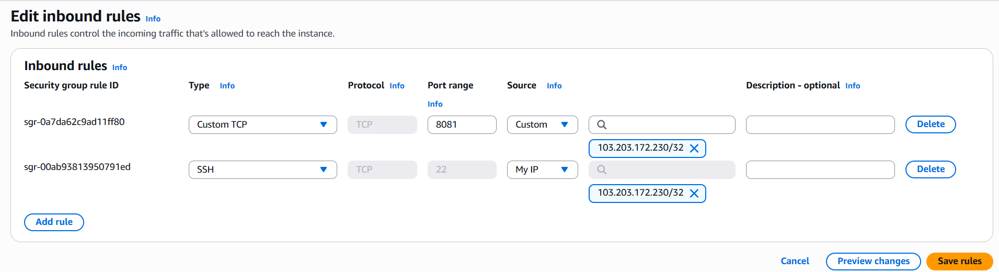 Edit inbound rules Info
Inbound rules control the incoming traffic that's allowed to reach the instance.
Inbound rules Info
Security group rule ID Type Info Protocol Info Port range Info Source Info Description - optional Info
sgr-0a7da62c9ad11ff80 Custom TCP TCP 8081 Custom Delete
103.203.172.230/32
sgr-00ab93813950791ed SSH TCP 22 My IP Delete
103.203.172.230/32
Add rule
Cancel Preview changes Save rules